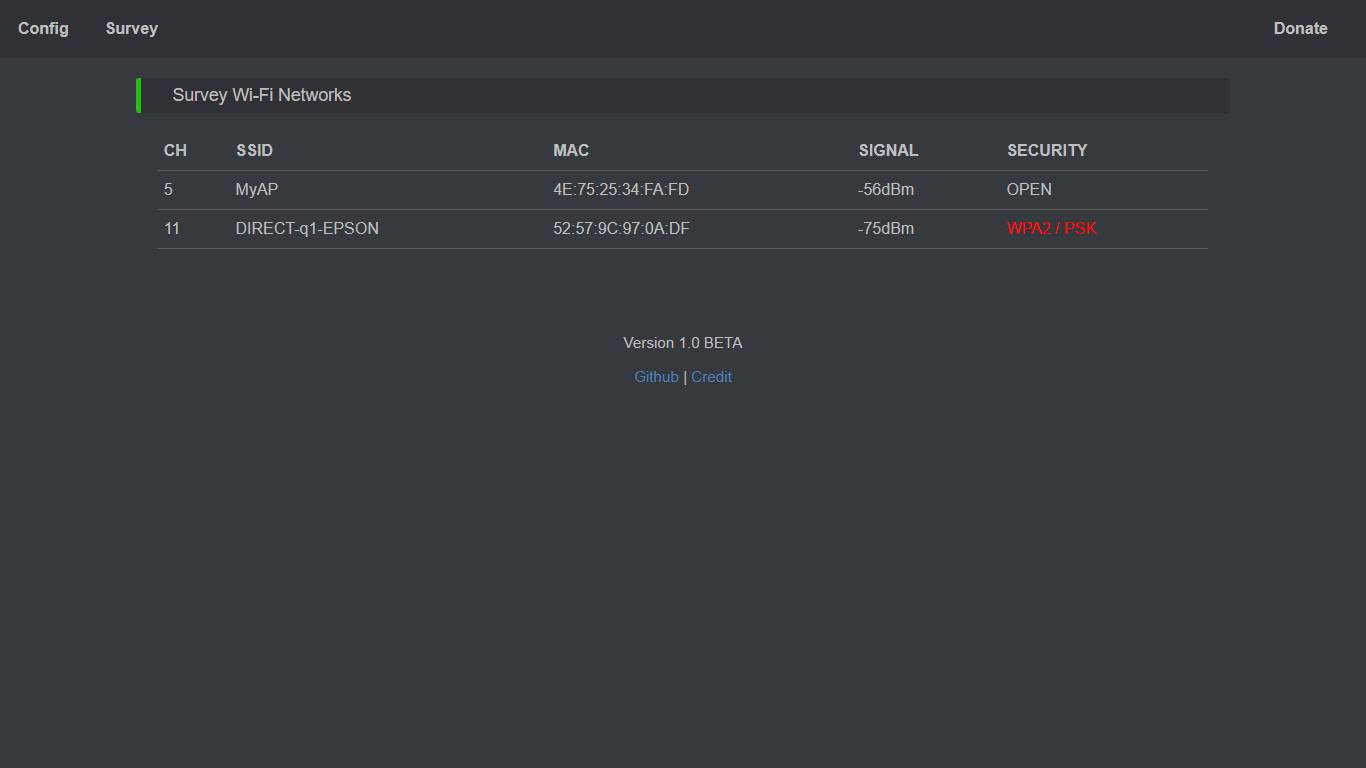 Config Survey Donate
Survey Wi-Fi Networks
CH SSID MAC SIGNAL SECURITY
5 MyAP 4E:75:25:34:FA:FD -56dBm OPEN
11 DIRECT-q1-EPSON 52:57:9C:97:0A:DF -75dBm WPA2 / PSK
Version 1.0 BETA
Github | Credit